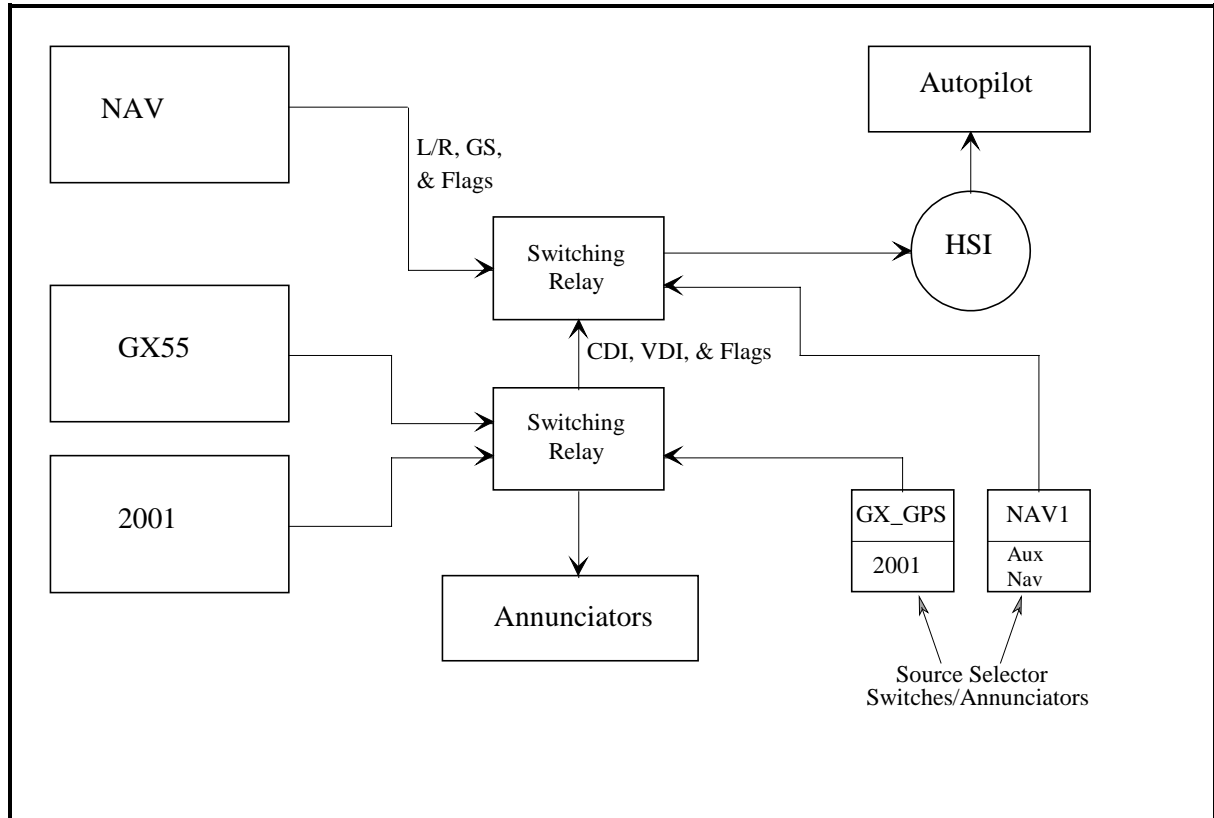 NAV
Autopilot
L/R, GS,
& Flags
Switching
Relay
HSI
GX55
CDI, VDI, & Flags
Switching
Relay
2001
GX_GPS
2001
NAV1
Aux
Nav
Annunciators
Source Selector
Switches/Annunciators